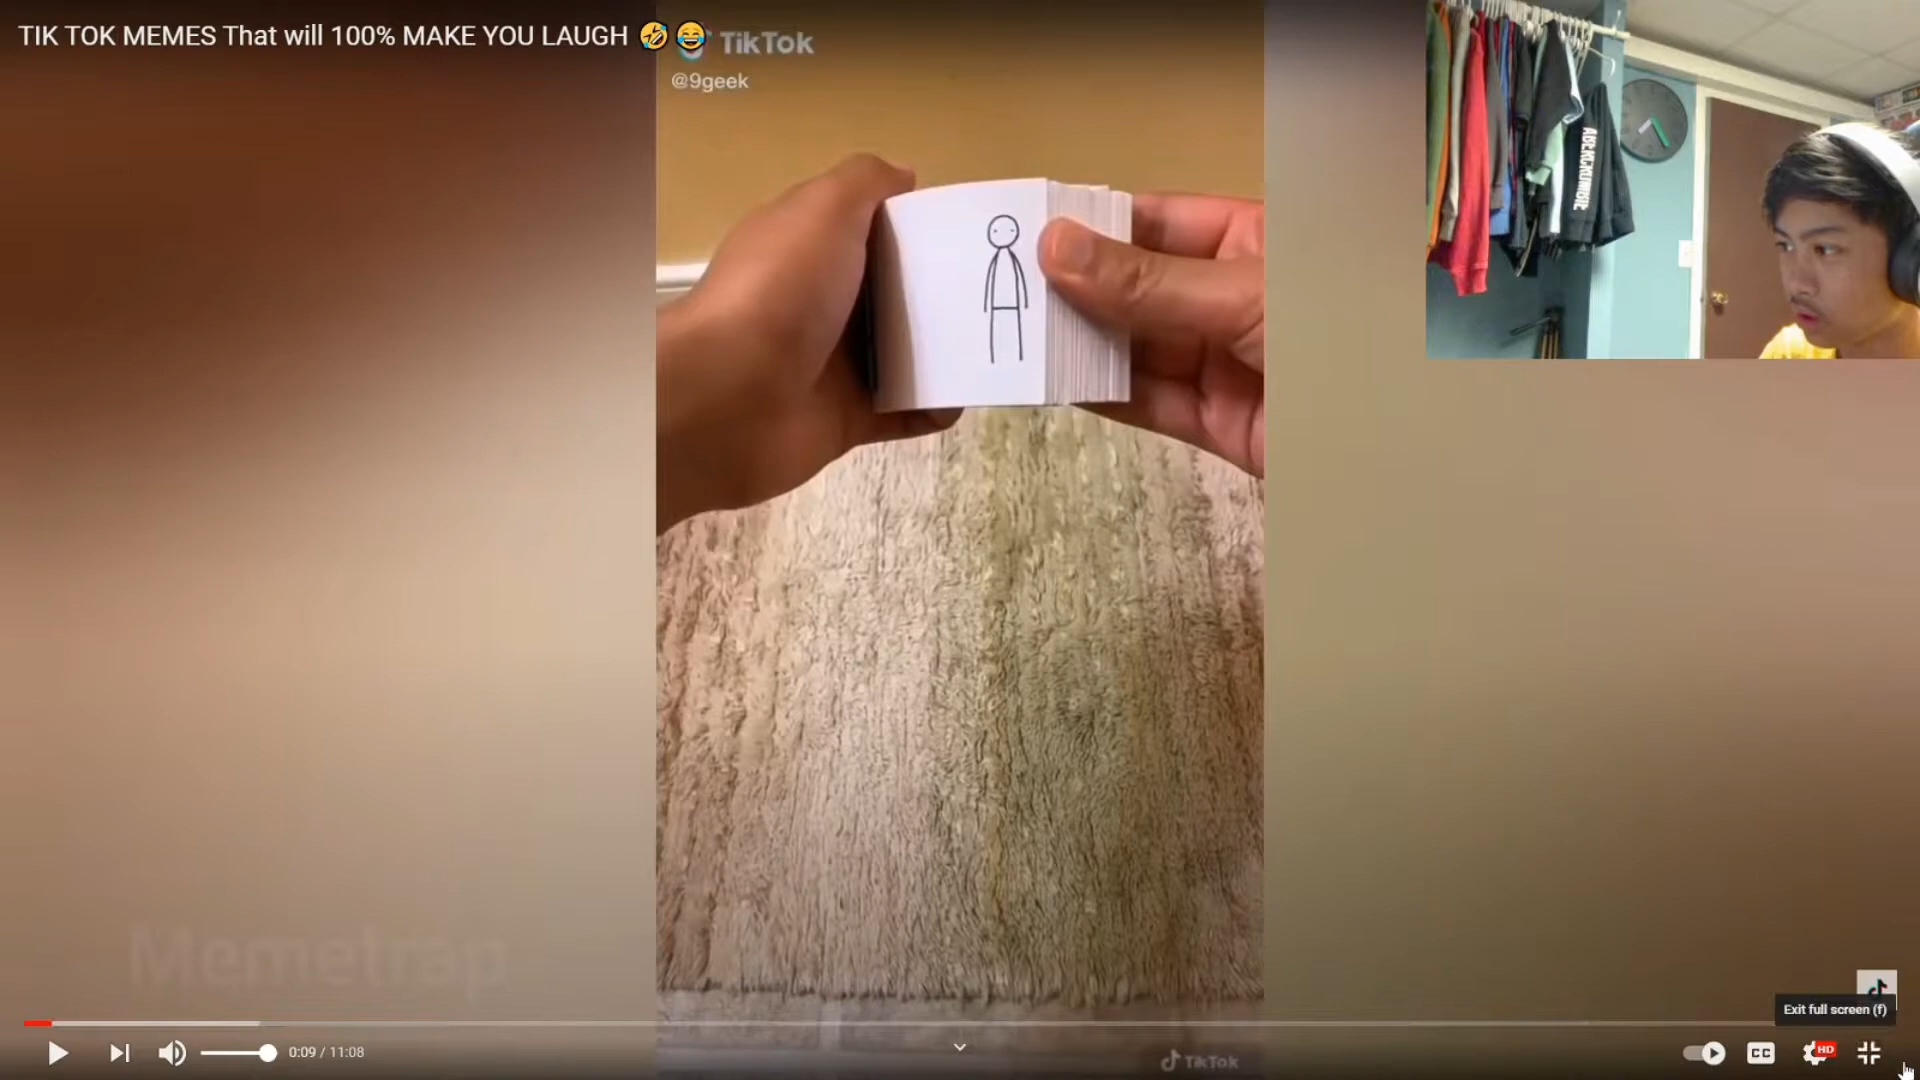 TIK TOK MEMES That will 100% MAKE YOU LAUGH 🤣😂
TikTok
@9geek
Memetrap
Exit full screen (f)
0:09 / 11:08
CC
HD
TikTok